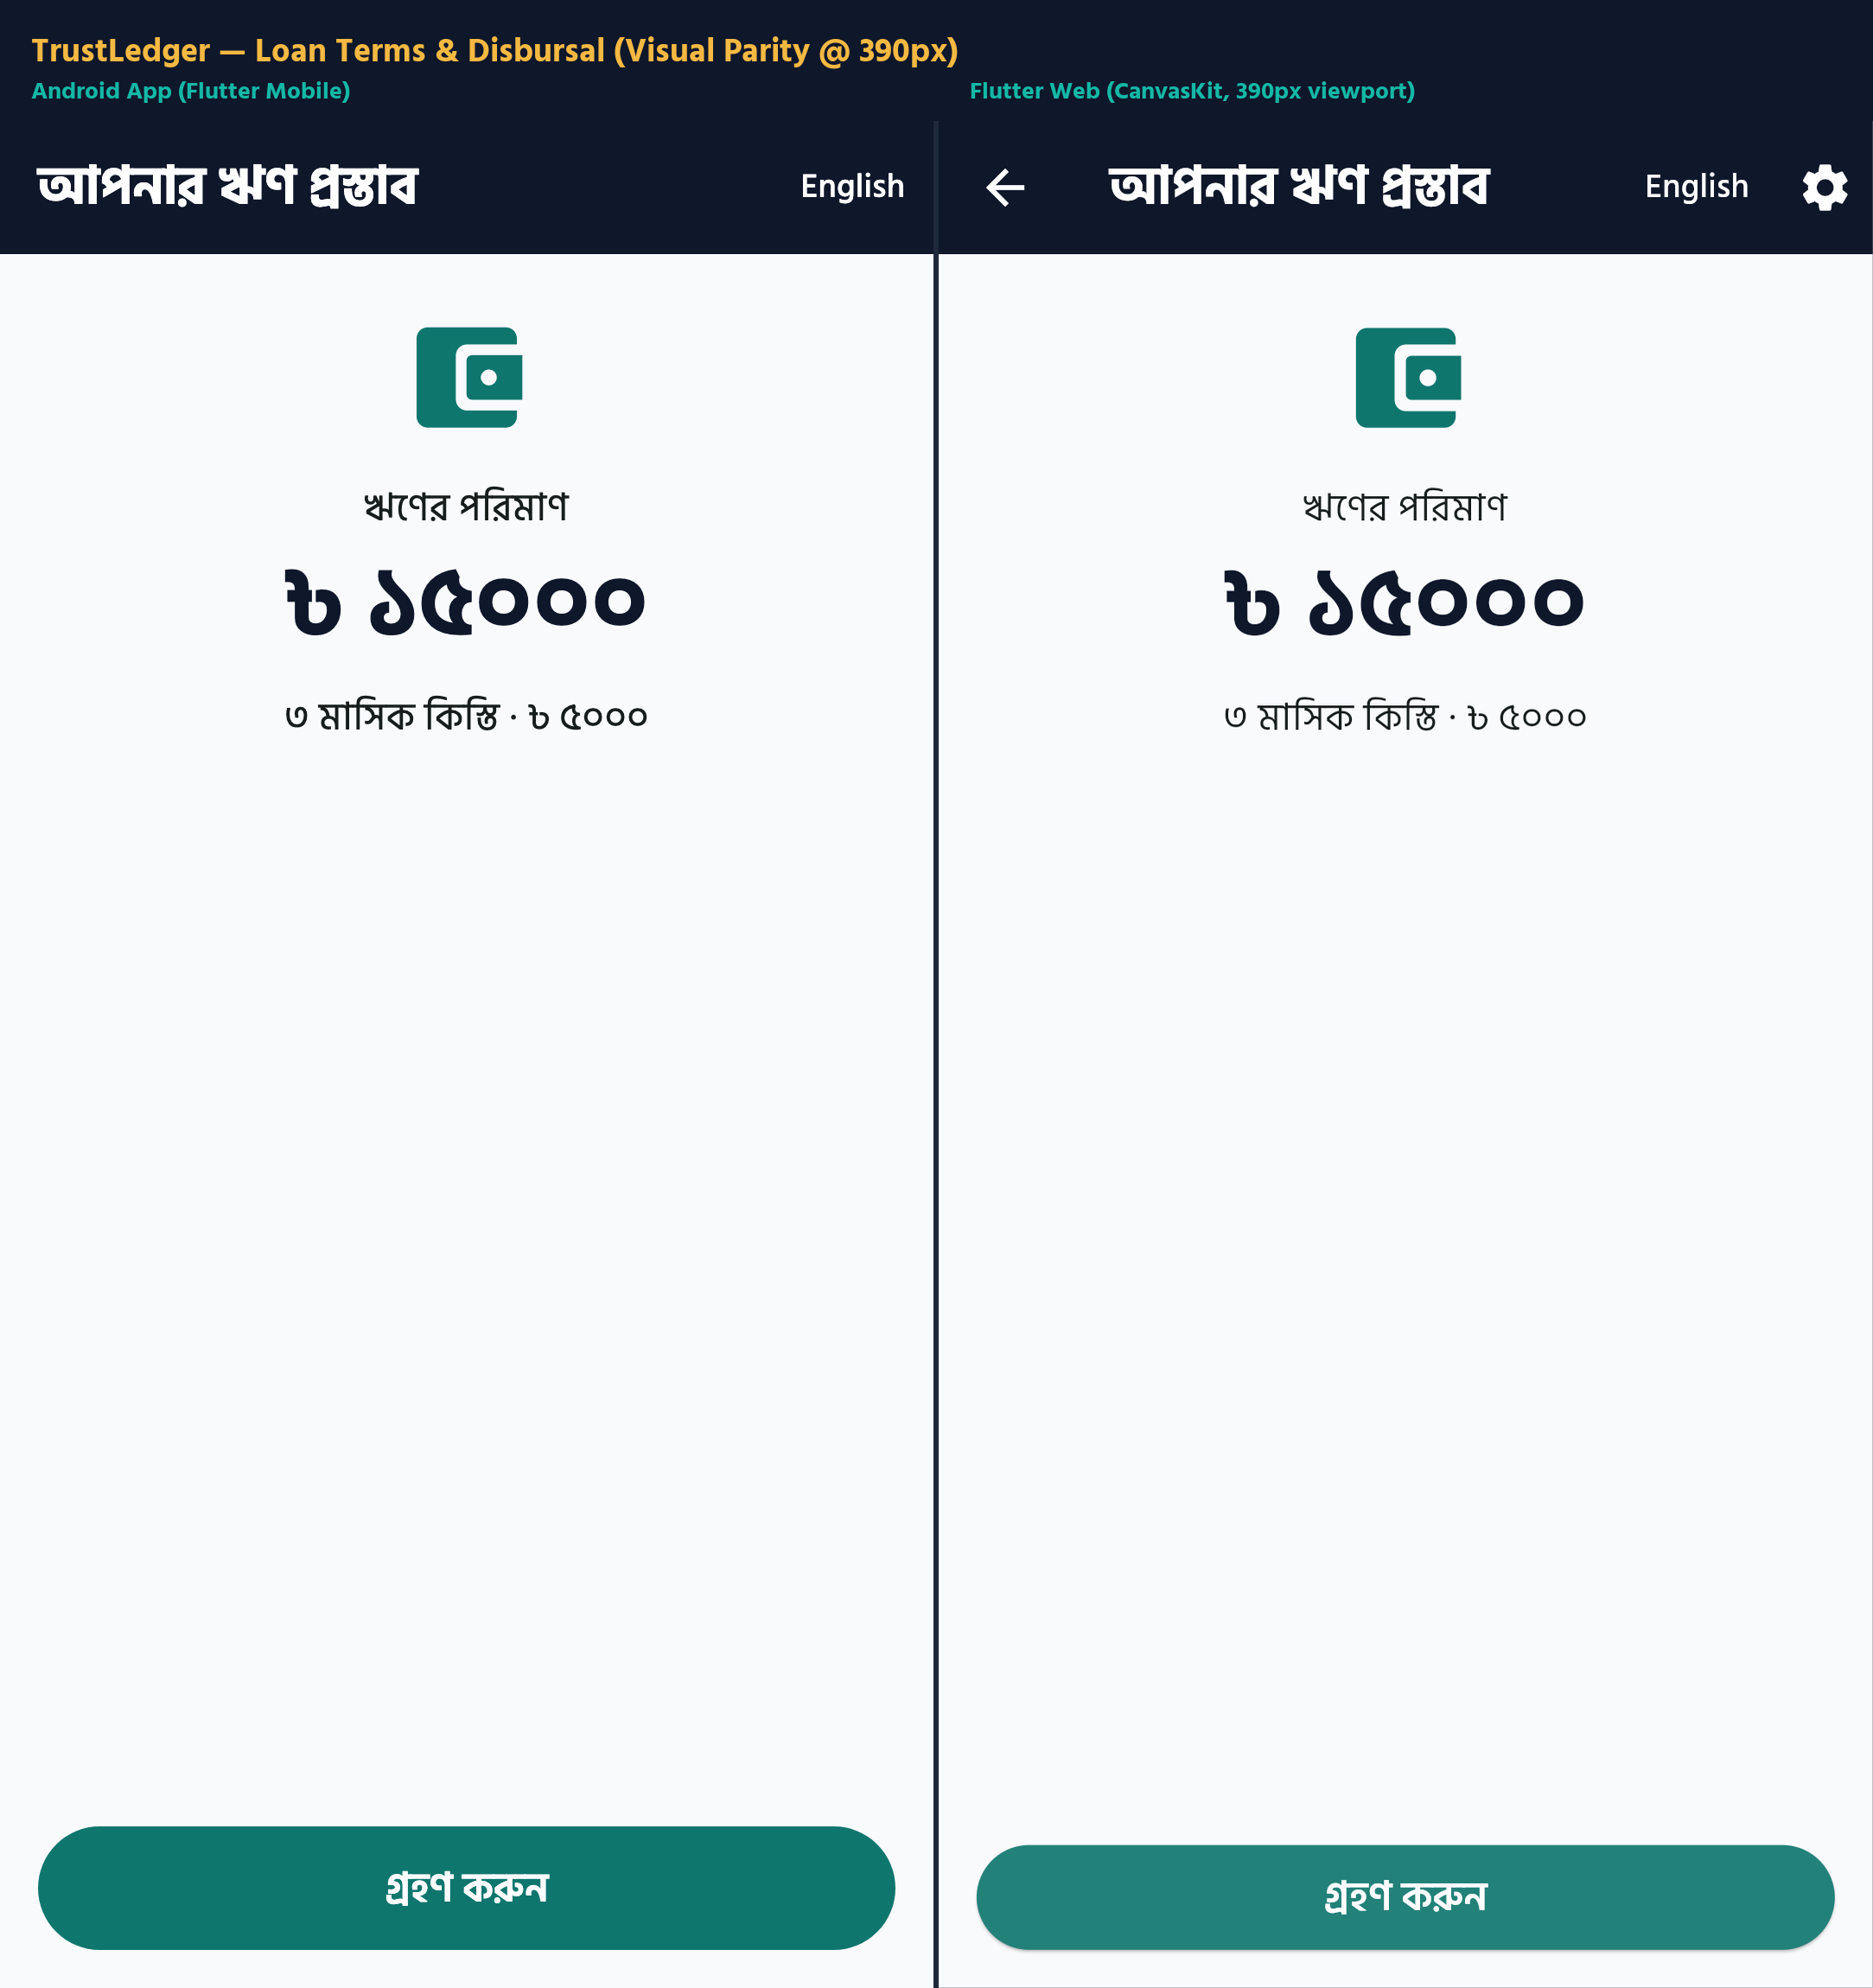 TrustLedger — Loan Terms & Disbursal (Visual Parity @ 390px)
Android App (Flutter Mobile)
আপনার ঋণ প্রস্তাব
English
ঋণের পরিমাণ
৳ ১৫০০০
৩ মাসিক কিস্তি · ৳ ৫০০০
গ্রহণ করুন
Flutter Web (CanvasKit, 390px viewport)
আপনার ঋণ প্রস্তাব
English
ঋণের পরিমাণ
৳ ১৫০০০
৩ মাসিক কিস্তি · ৳ ৫০০০
গ্রহণ করুন